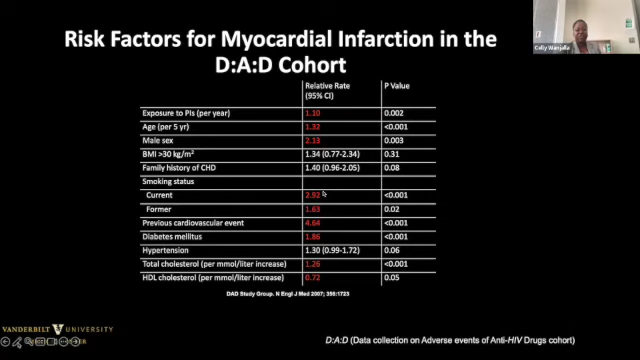 Risk Factors for Myocardial Infarction in the
D:A:D Cohort
Relative Rate
(95% CI)
P Value
Exposure to PIs (per year) 1.10 0.002
Age (per 5 yr) 1.32 <0.001
Male sex 2.13 0.003
BMI >30 kg/m² 1.34 (0.77-2.34) 0.31
Family history of CHD 1.40 (0.96-2.05) 0.08
Smoking status
Current 2.92 <0.001
Former 1.63 0.02
Previous cardiovascular event 4.64 <0.001
Diabetes mellitus 1.86 <0.001
Hypertension 1.30 (0.99-1.72) 0.06
Total cholesterol (per mmol/liter increase) 1.26 <0.001
HDL cholesterol (per mmol/liter increase) 0.72 0.05
DAD Study Group. N Engl J Med 2007; 356:1723
VANDERBILT V UNIVERSITY
D:A:D (Data collection on Adverse events of Anti-HIV Drugs cohort)
Celly Wanjalla